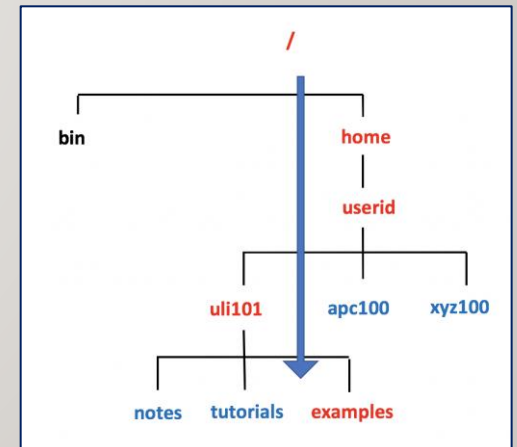 /
bin home
userid
uli101 apc100 xyz100
notes tutorials examples